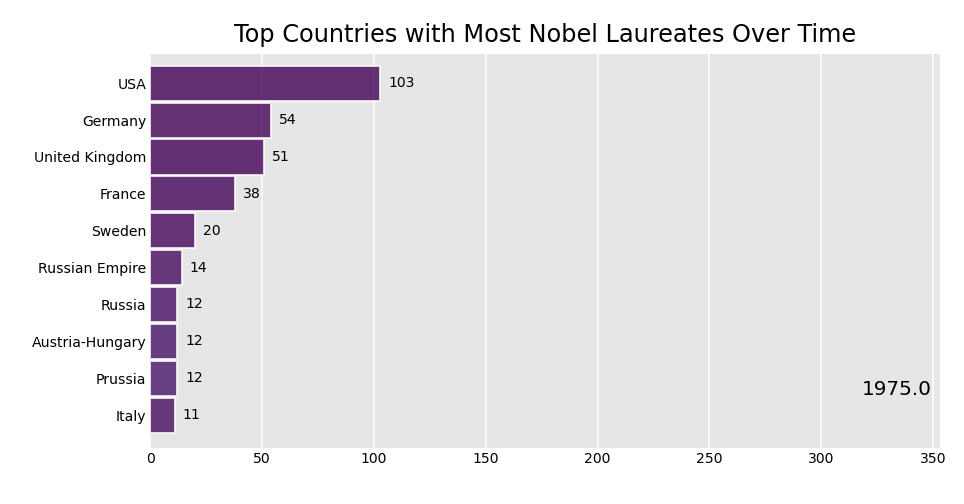 Top Countries with Most Nobel Laureates Over Time
USA 103
Germany 54
United Kingdom 51
France 38
Sweden 20
Russian Empire 14
Russia 12
Austria-Hungary 12
Prussia 12
1975.0
Italy 11
0 50 100 150 200 250 300 350